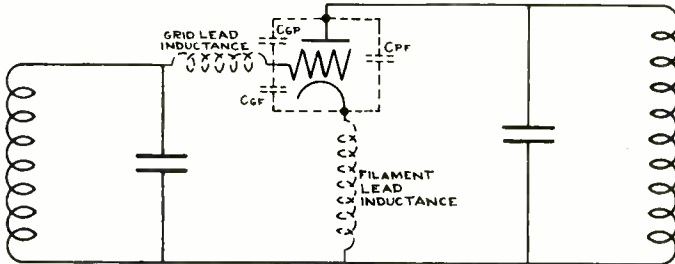 GRID LEAD
INDUCTANCE
CGP
CPF
CGF
FILAMENT
LEAD
INDUCTANCE